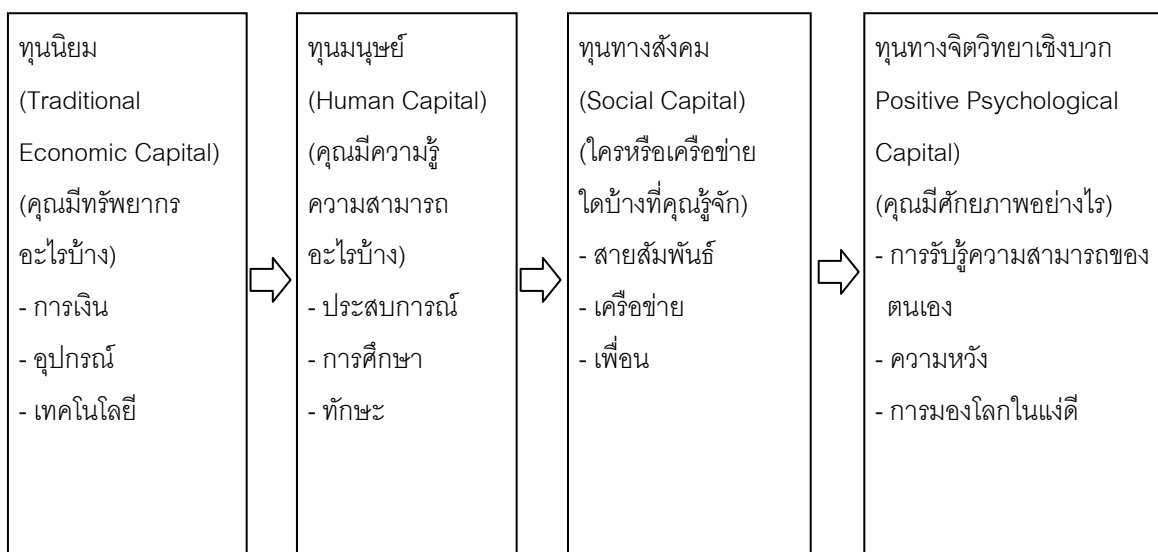 ทุนนิยม
(Traditional
Economic Capital)
(คุณมีทรัพยากร
อะไรบ้าง)
- การเงิน
- อุปกรณ์
- เทคโนโลยี
ทุนมนุษย์
(Human Capital)
(คุณมีความรู้
ความสามารถ
อะไรบ้าง)
- ประสบการณ์
- การศึกษา
- ทักษะ
ทุนทางสังคม
(Social Capital)
(ใครหรือเครือข่าย
ใดบ้างที่คุณรู้จัก)
- สายสัมพันธ์
- เครือข่าย
- เพื่อน
ทุนทางจิตวิทยาเชิงบวก
Positive Psychological
Capital)
(คุณมีศักยภาพอย่างไร)
- การรับรู้ความสามารถของ
ตนเอง
- ความหวัง
- การมองโลกในแง่ดี